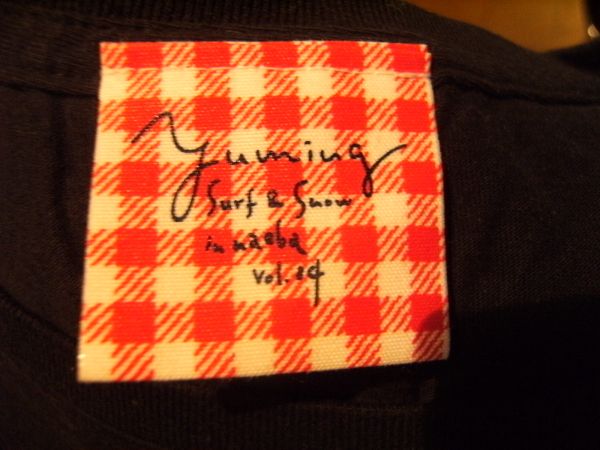 Yuming
Surf & Snow
in naeba
vol.24